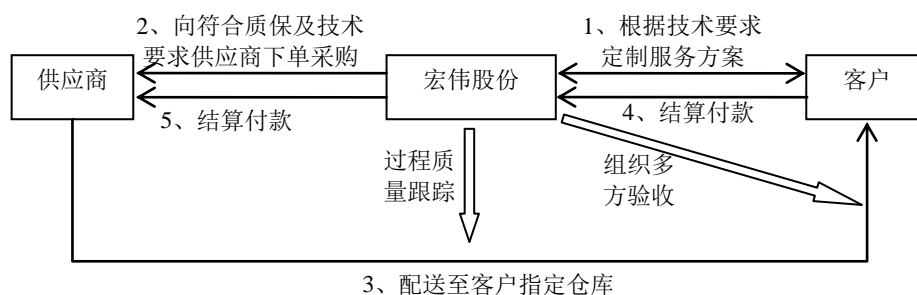 2、向符合质保及技术
要求供应商下单采购
1、根据技术要求
定制服务方案
供应商
宏伟股份
客户
5、结算付款
4、结算付款
过程质
量跟踪
组织多
方验收
3、配送至客户指定仓库